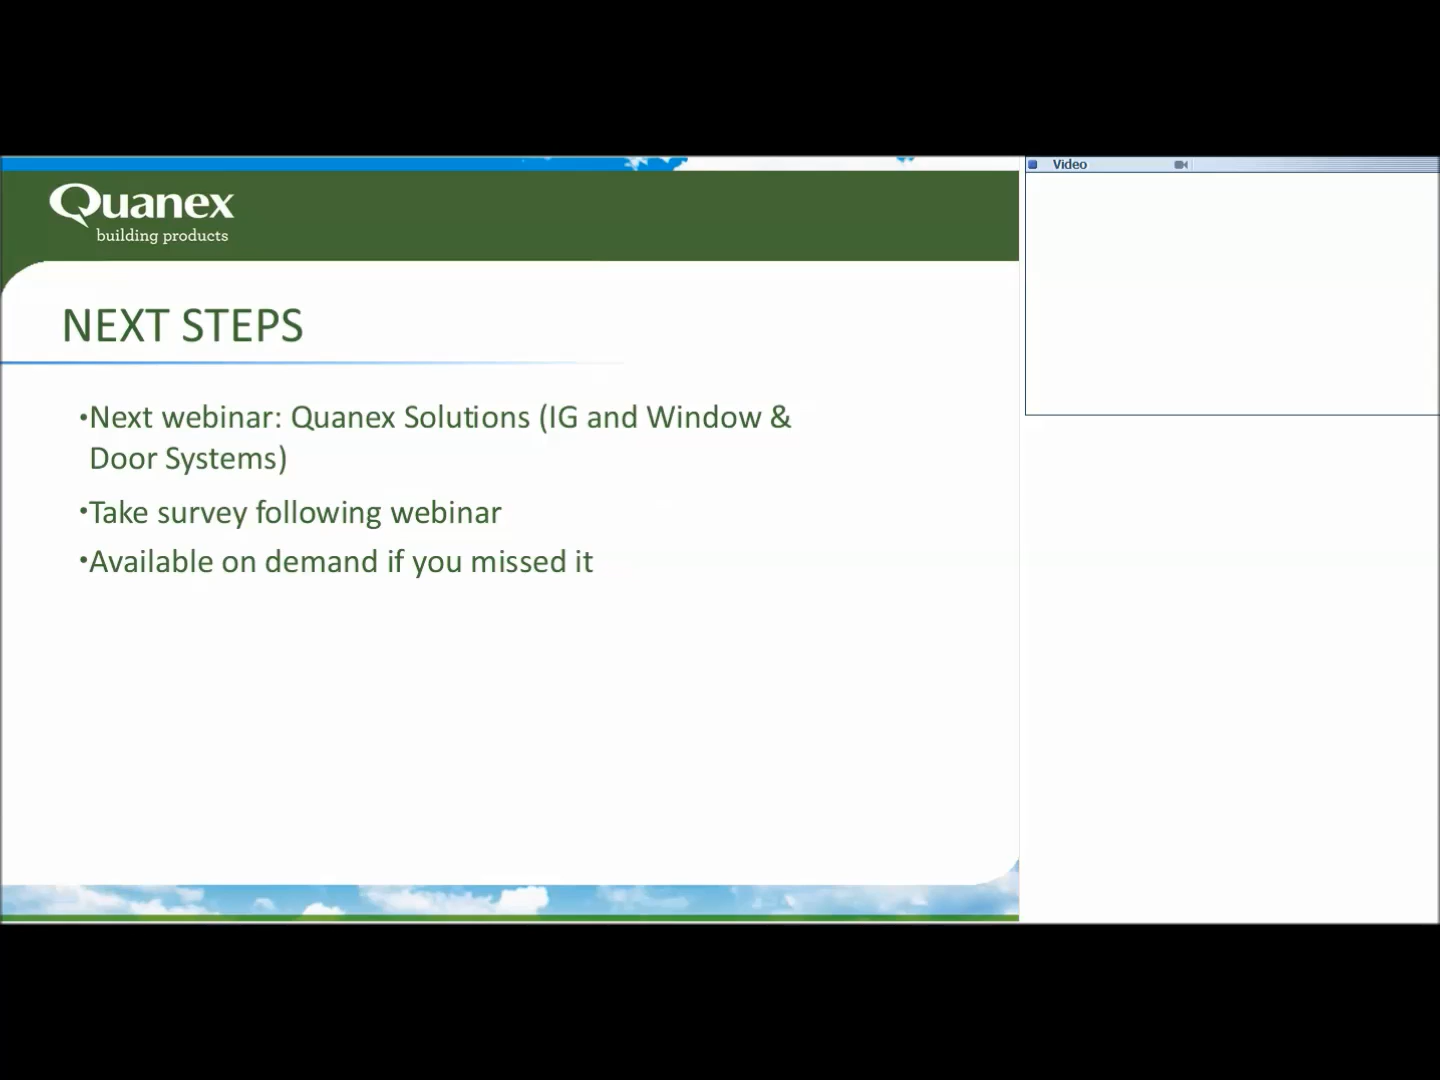 Quanex
building products
Video
NEXT STEPS
•Next webinar: Quanex Solutions (IG and Window &
Door Systems)
•Take survey following webinar
•Available on demand if you missed it